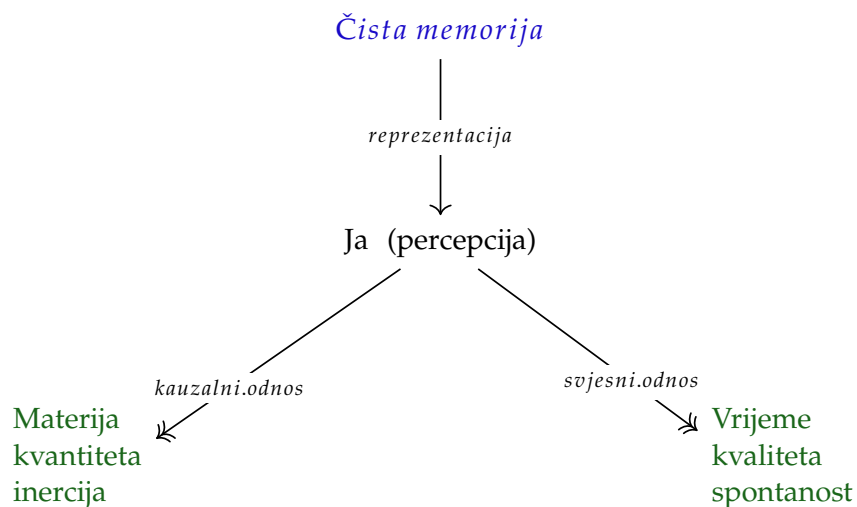 Čista memorija
reprezentacija
Ja (percepcija)
kauzalni.odnos
svjesni.odnos
Materija
kvantiteta
inercija
Vrijeme
kvaliteta
spontanost